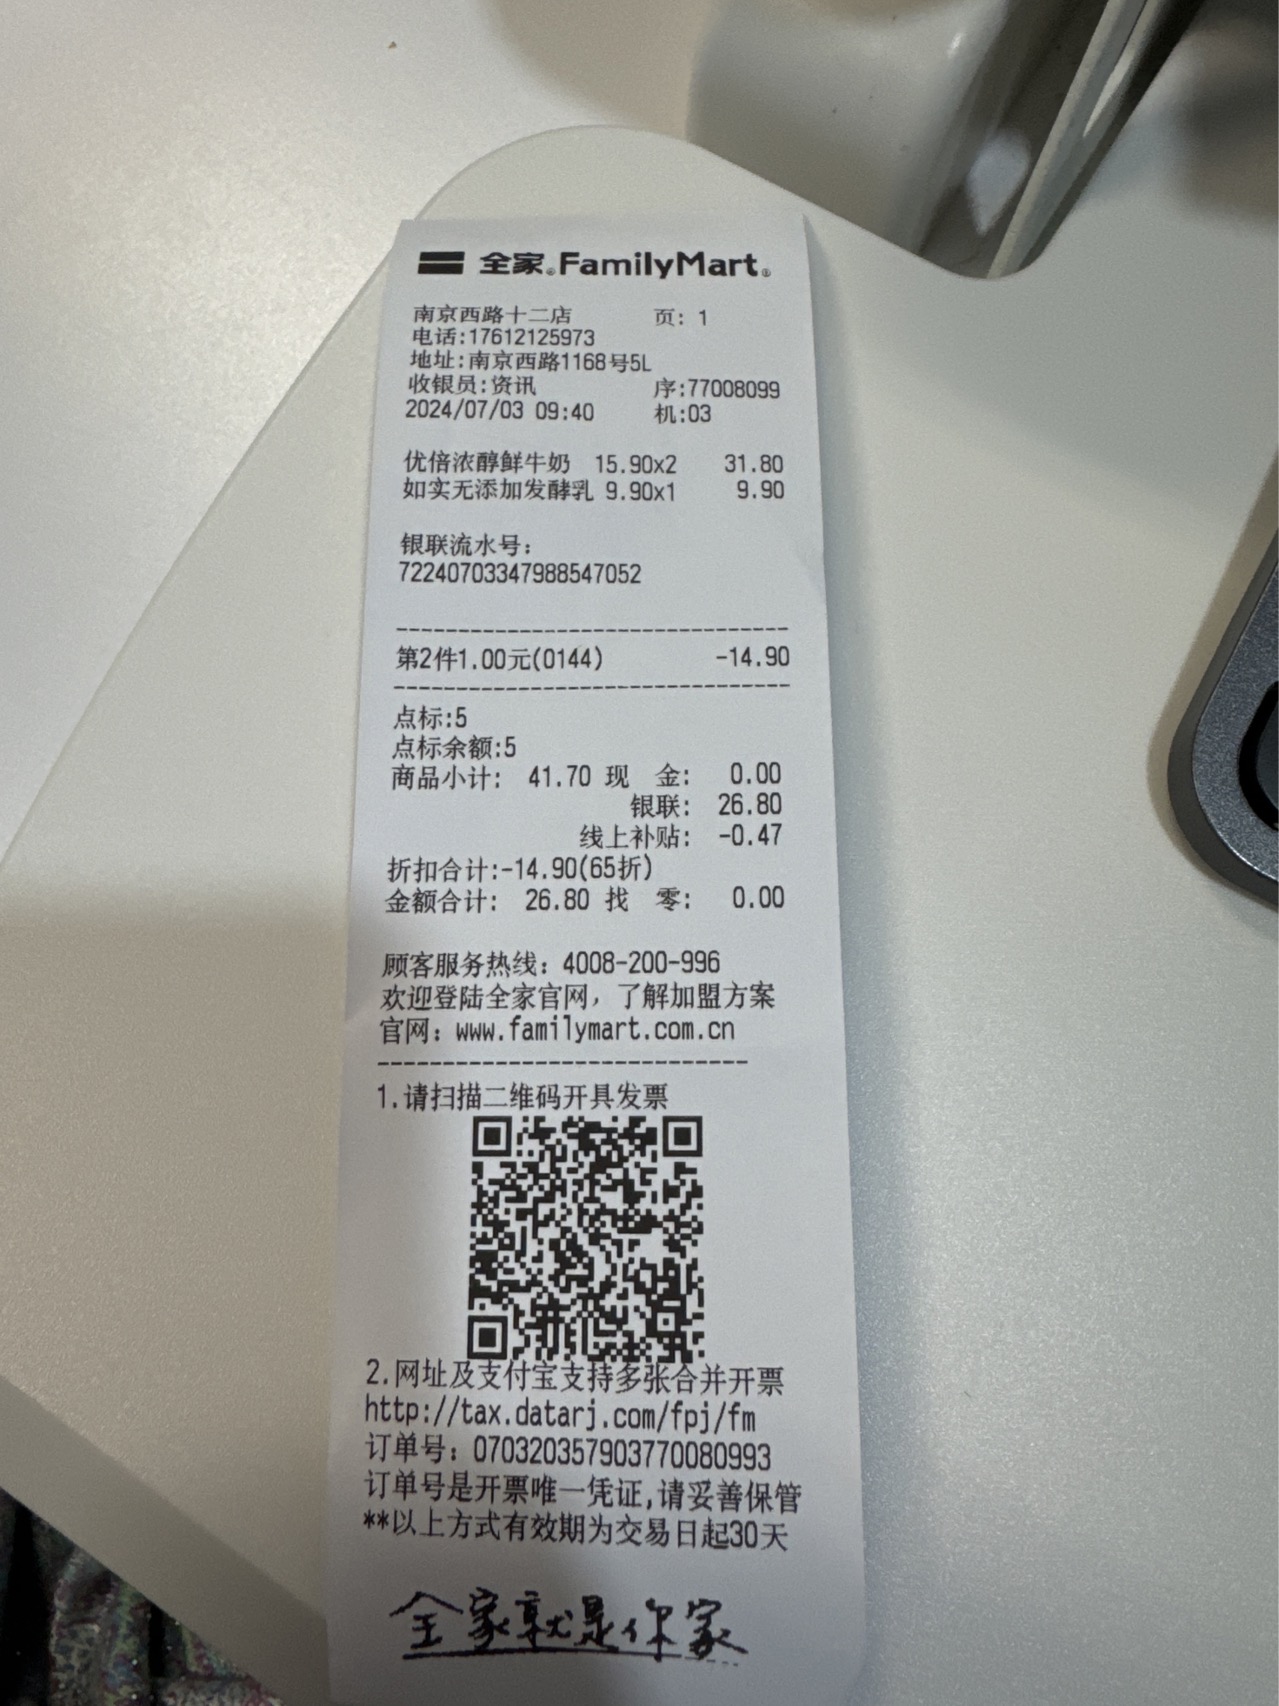 全家®FamilyMart®
南京西路十二店 页: 1
电话:17612125973
地址:南京西路1168号5L
收银员:资讯 序:77008099
2024/07/03 09:40 机:03
优倍浓醇鲜牛奶 15.90x2 31.80
如实无添加发酵乳 9.90x1 9.90
银联流水号:
72240703347988547052
--------------------------------
第2件1.00元(0144) -14.90
--------------------------------
点标:5
点标余额:5
商品小计: 41.70 现 金: 0.00
银联: 26.80
线上补贴: -0.47
折扣合计:-14.90(65折)
金额合计: 26.80 找 零: 0.00
顾客服务热线: 4008-200-996
欢迎登陆全家官网,了解加盟方案
官网: www.familymart.com.cn
----------------------------
1.请扫描二维码开具发票
2.网址及支付宝支持多张合并开票
http://tax.datarj.com/fpj/fm
订单号: 070320357903770080993
订单号是开票唯一凭证,请妥善保管
**以上方式有效期为交易日起30天
全家就是你家